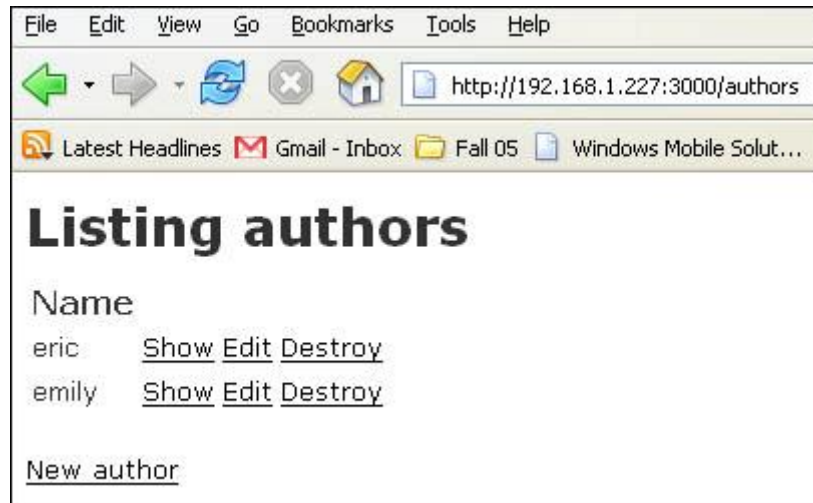 File Edit View Go Bookmarks Tools Help
http://192.168.1.227:3000/authors
Latest Headlines Gmail - Inbox Fall 05 Windows Mobile Solut...
Listing authors
Name
eric Show Edit Destroy
emily Show Edit Destroy
New author